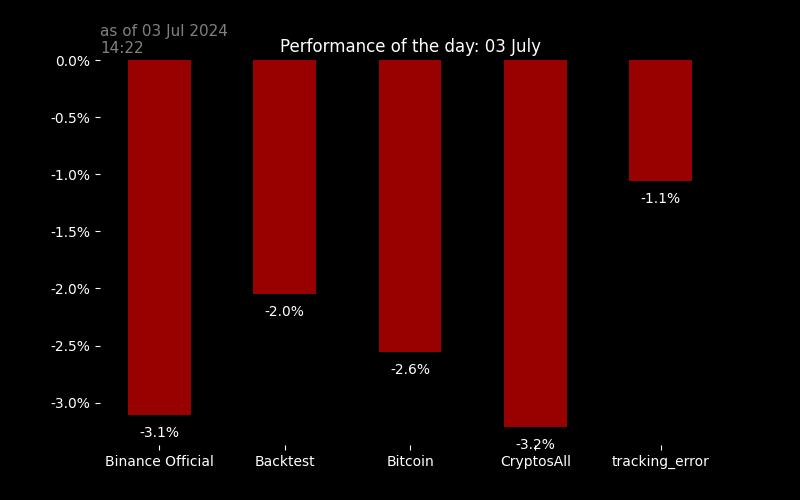 as of 03 Jul 2024
14:22
Performance of the day: 03 July
0.0%
-0.5%
-1.0%
-1.5%
-2.0%
-2.5%
-3.0%
-3.1%
-2.0%
-2.6%
-3.2%
-1.1%
Binance Official
Backtest
Bitcoin
CryptosAll
tracking_error